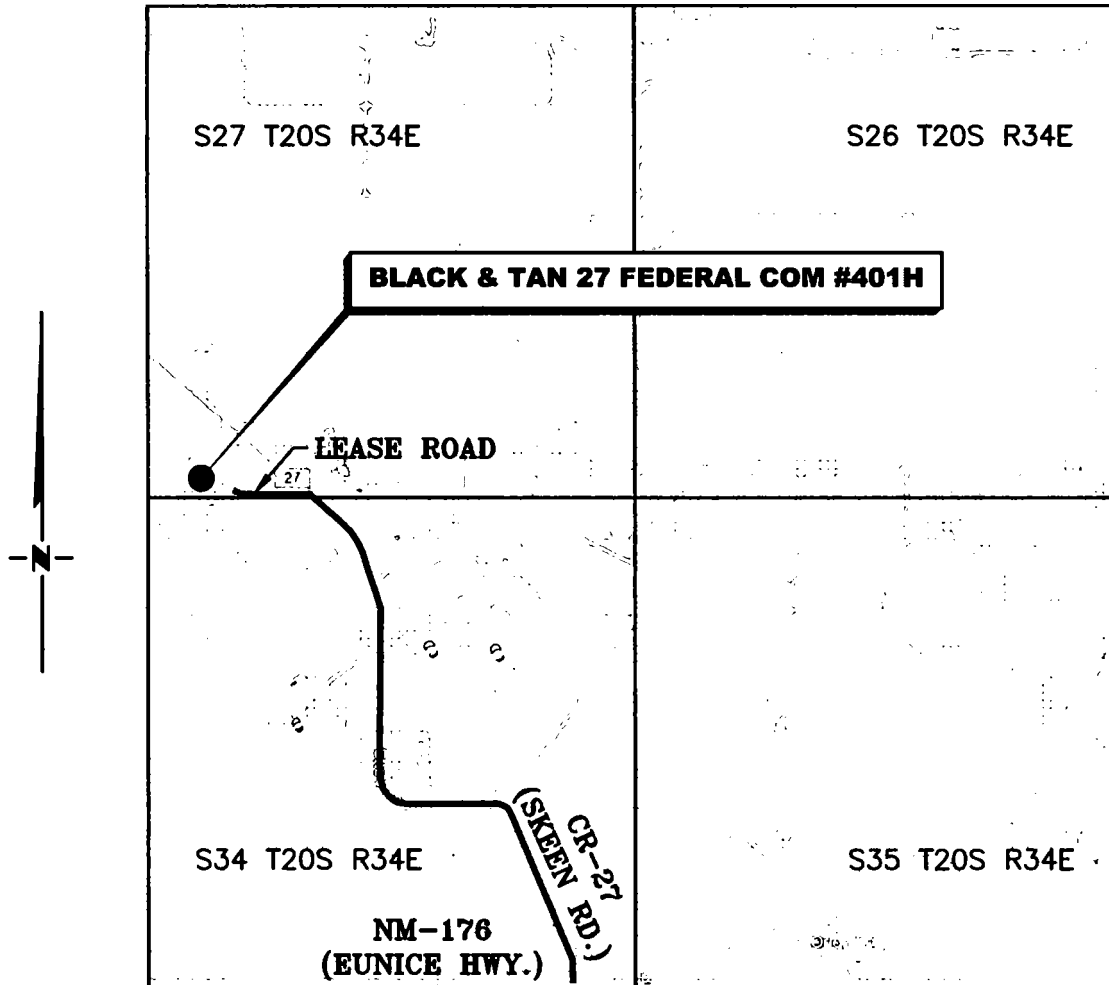 S27 T20S R34E
S26 T20S R34E
BLACK & TAN 27 FEDERAL COM #401H
LEASE ROAD
27
-N-
S34 T20S R34E
CR-27
(SKEEN RD.)
S35 T20S R34E
NM-176
(EUNICE HWY.)